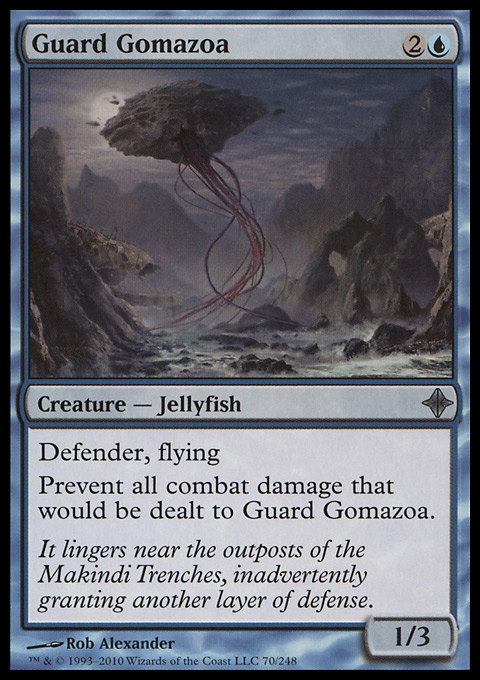 Guard Gomazoa 2
Creature — Jellyfish
Defender, flying
Prevent all combat damage that
would be dealt to Guard Gomazoa.
It lingers near the outposts of the
Makindi Trenches, inadvertently
granting another layer of defense.
Rob Alexander
1/3
™ & © 1993–2010 Wizards of the Coast LLC 70/248